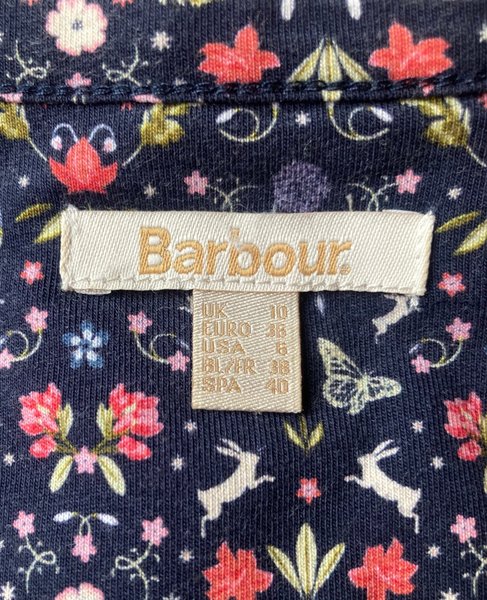 Barbour
UK 10
EURO 36
USA 6
BL/FR 38
SPA 40